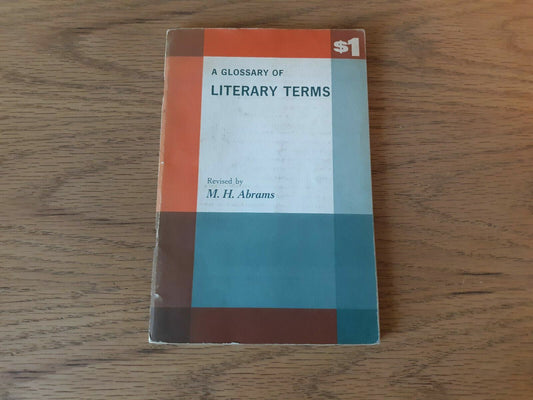 $1
A GLOSSARY OF
LITERARY TERMS
Revised by
M. H. Abrams